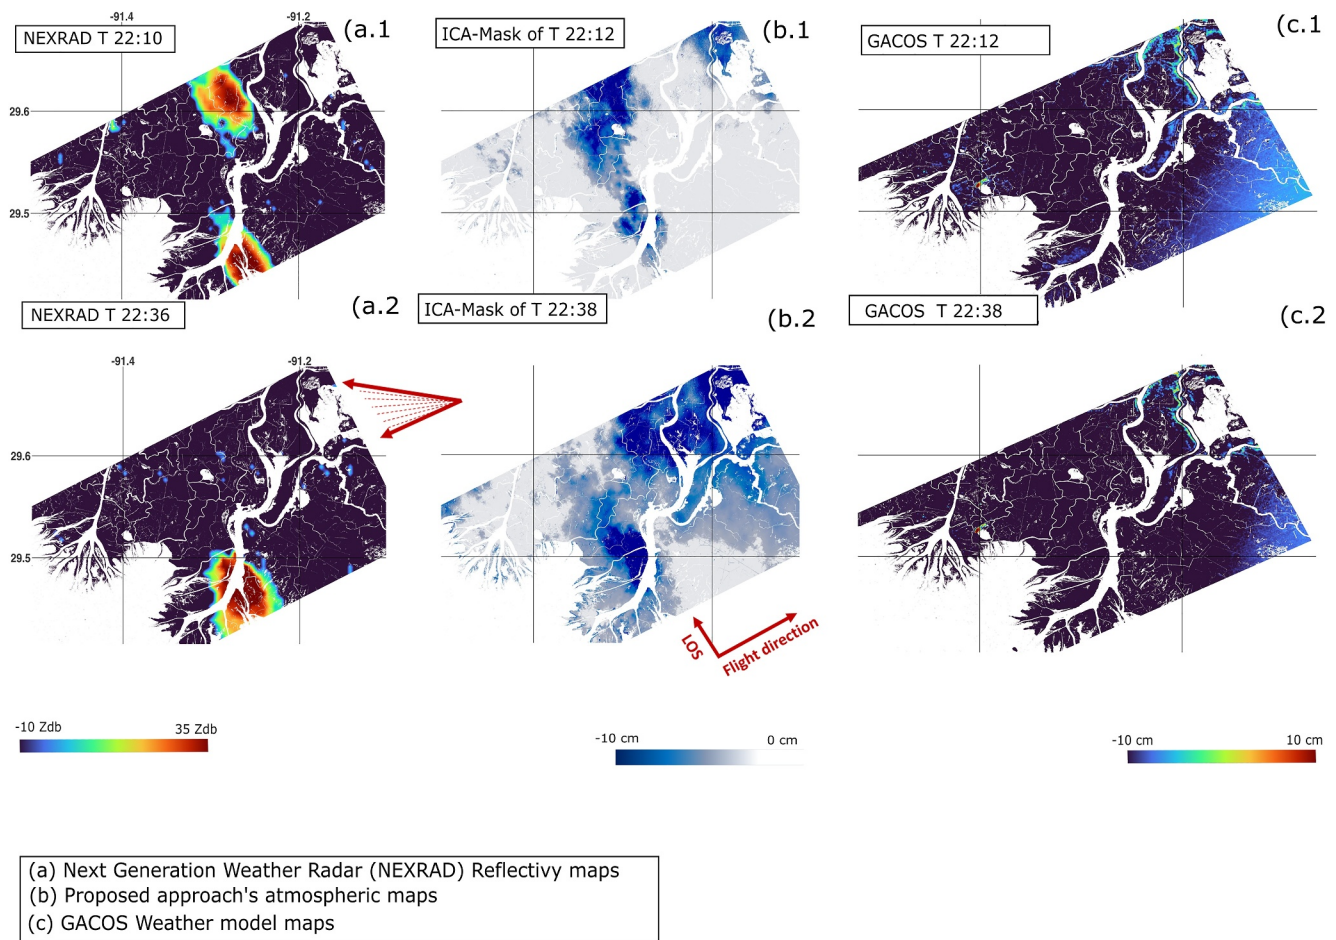 -91.4
-91.2
(a.1
NEXRAD T 22:10
29.6
29.5
ICA-Mask of T 22:12
(b.1
GACOS T 22:12
(c.1
NEXRAD T 22:36
(a.2
-91.4
-91.2
29.6
29.5
ICA-Mask of T 22:38
(b.2
LOS
Flight direction
GACOS T 22:38
(c.2
-10 Zdb
35 Zdb
-10 cm
0 cm
-10 cm
10 cm
(a) Next Generation Weather Radar (NEXRAD) Reflectivy maps
(b) Proposed approach's atmospheric maps
(c) GACOS Weather model maps